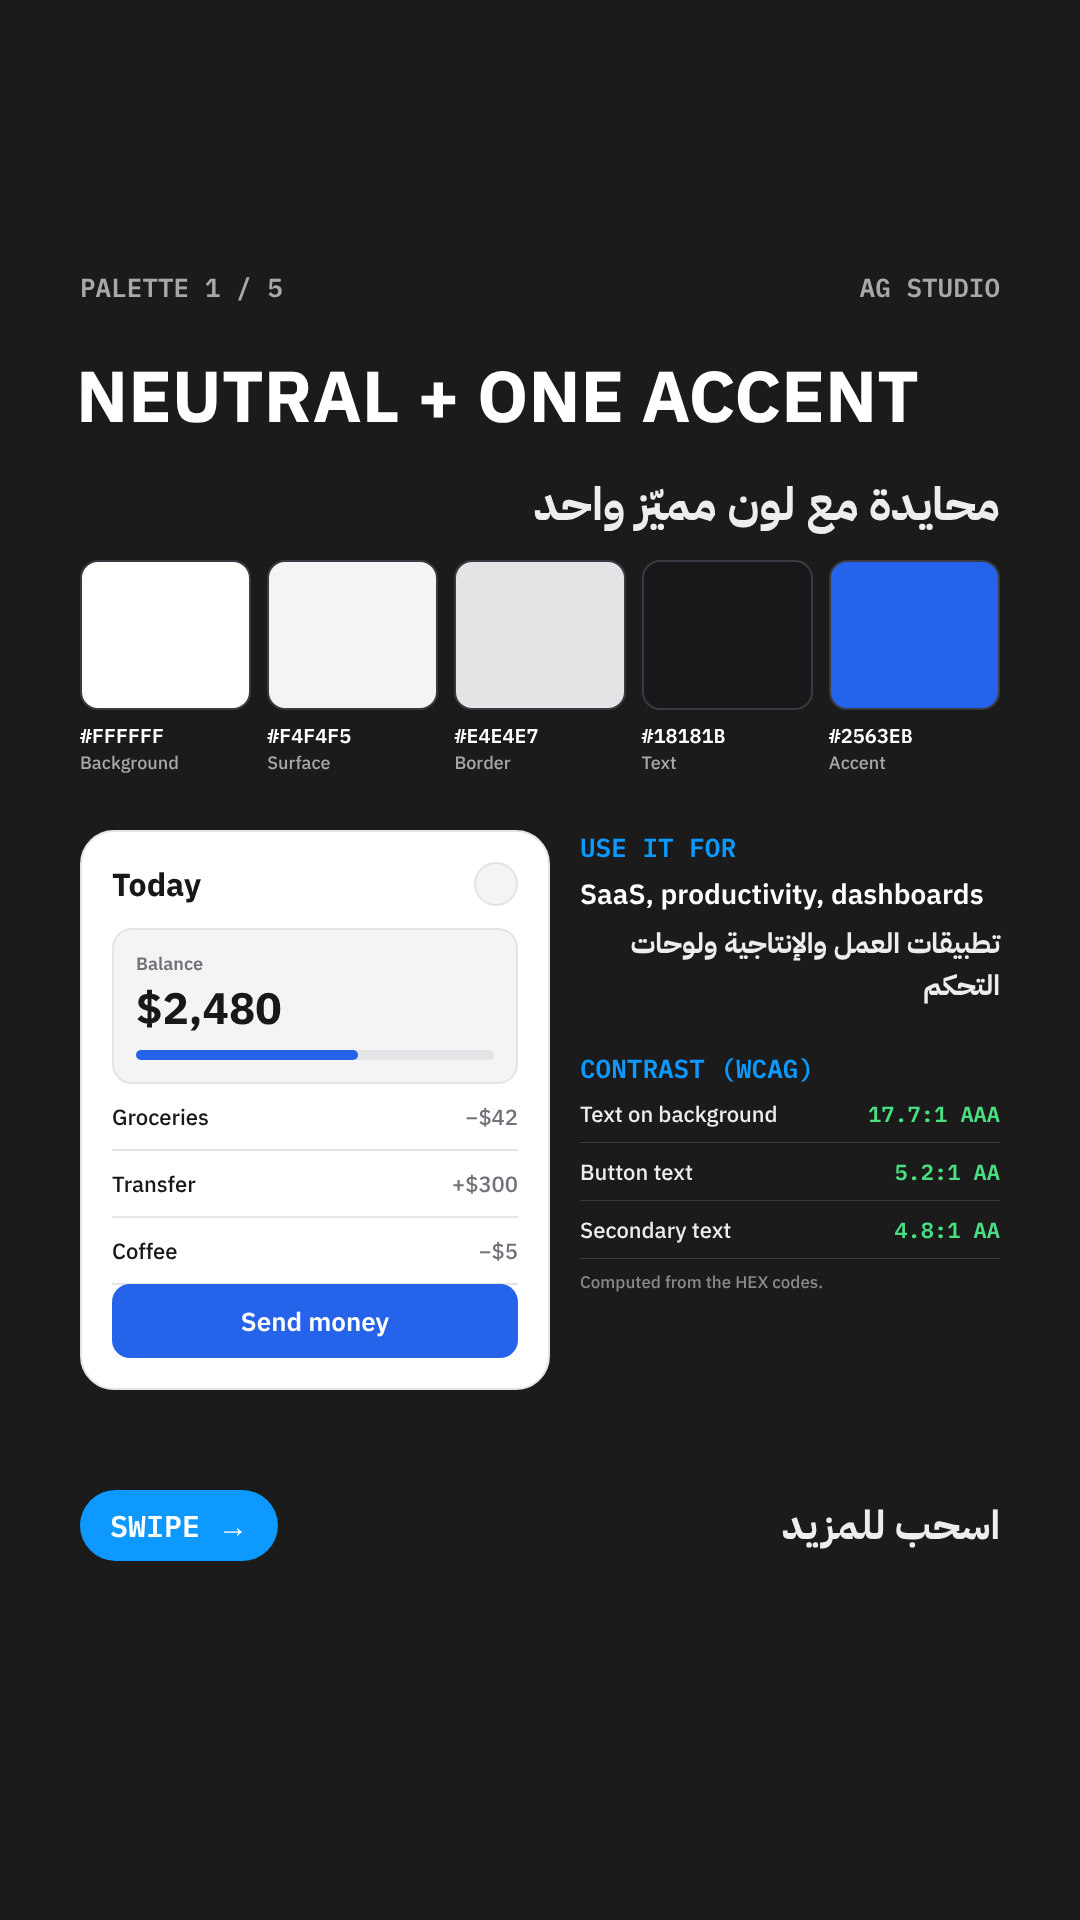 PALETTE 1 / 5
AG STUDIO
NEUTRAL + ONE ACCENT
محايدة مع لون مميّز واحد
#FFFFFF
Background
#F4F4F5
Surface
#E4E4E7
Border
#18181B
Text
#2563EB
Accent
Today
Balance
$2,480
Groceries −$42
Transfer +$300
Coffee −$5
Send money
USE IT FOR
SaaS, productivity, dashboards
تطبيقات العمل والإنتاجية ولوحات
التحكم
CONTRAST (WCAG)
Text on background 17.7:1 AAA
Button text 5.2:1 AA
Secondary text 4.8:1 AA
Computed from the HEX codes.
SWIPE →
اسحب للمزيد